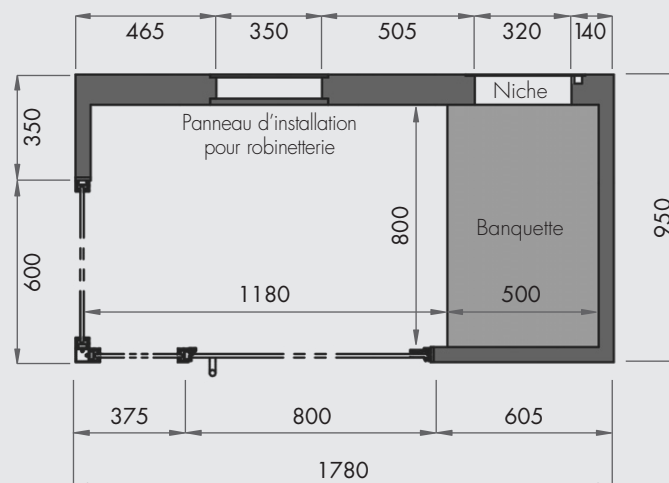 465 350 505 320 140
Niche
Panneau d'installation
pour robinetterie
350
600
800
950
Banquette
1180 500
375 800 605
1780